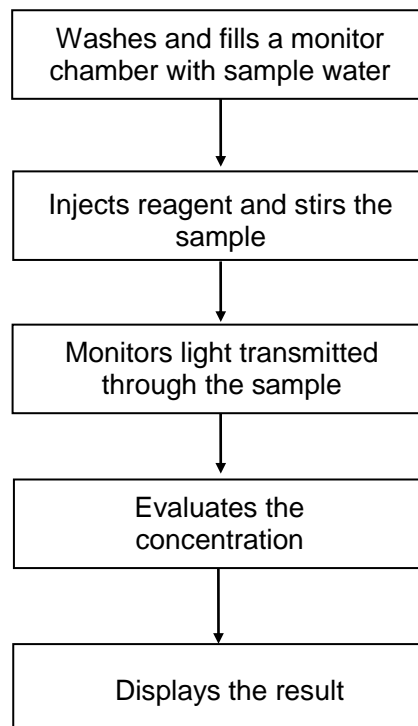 Washes and fills a monitor
chamber with sample water
Injects reagent and stirs the
sample
Monitors light transmitted
through the sample
Evaluates the
concentration
Displays the result